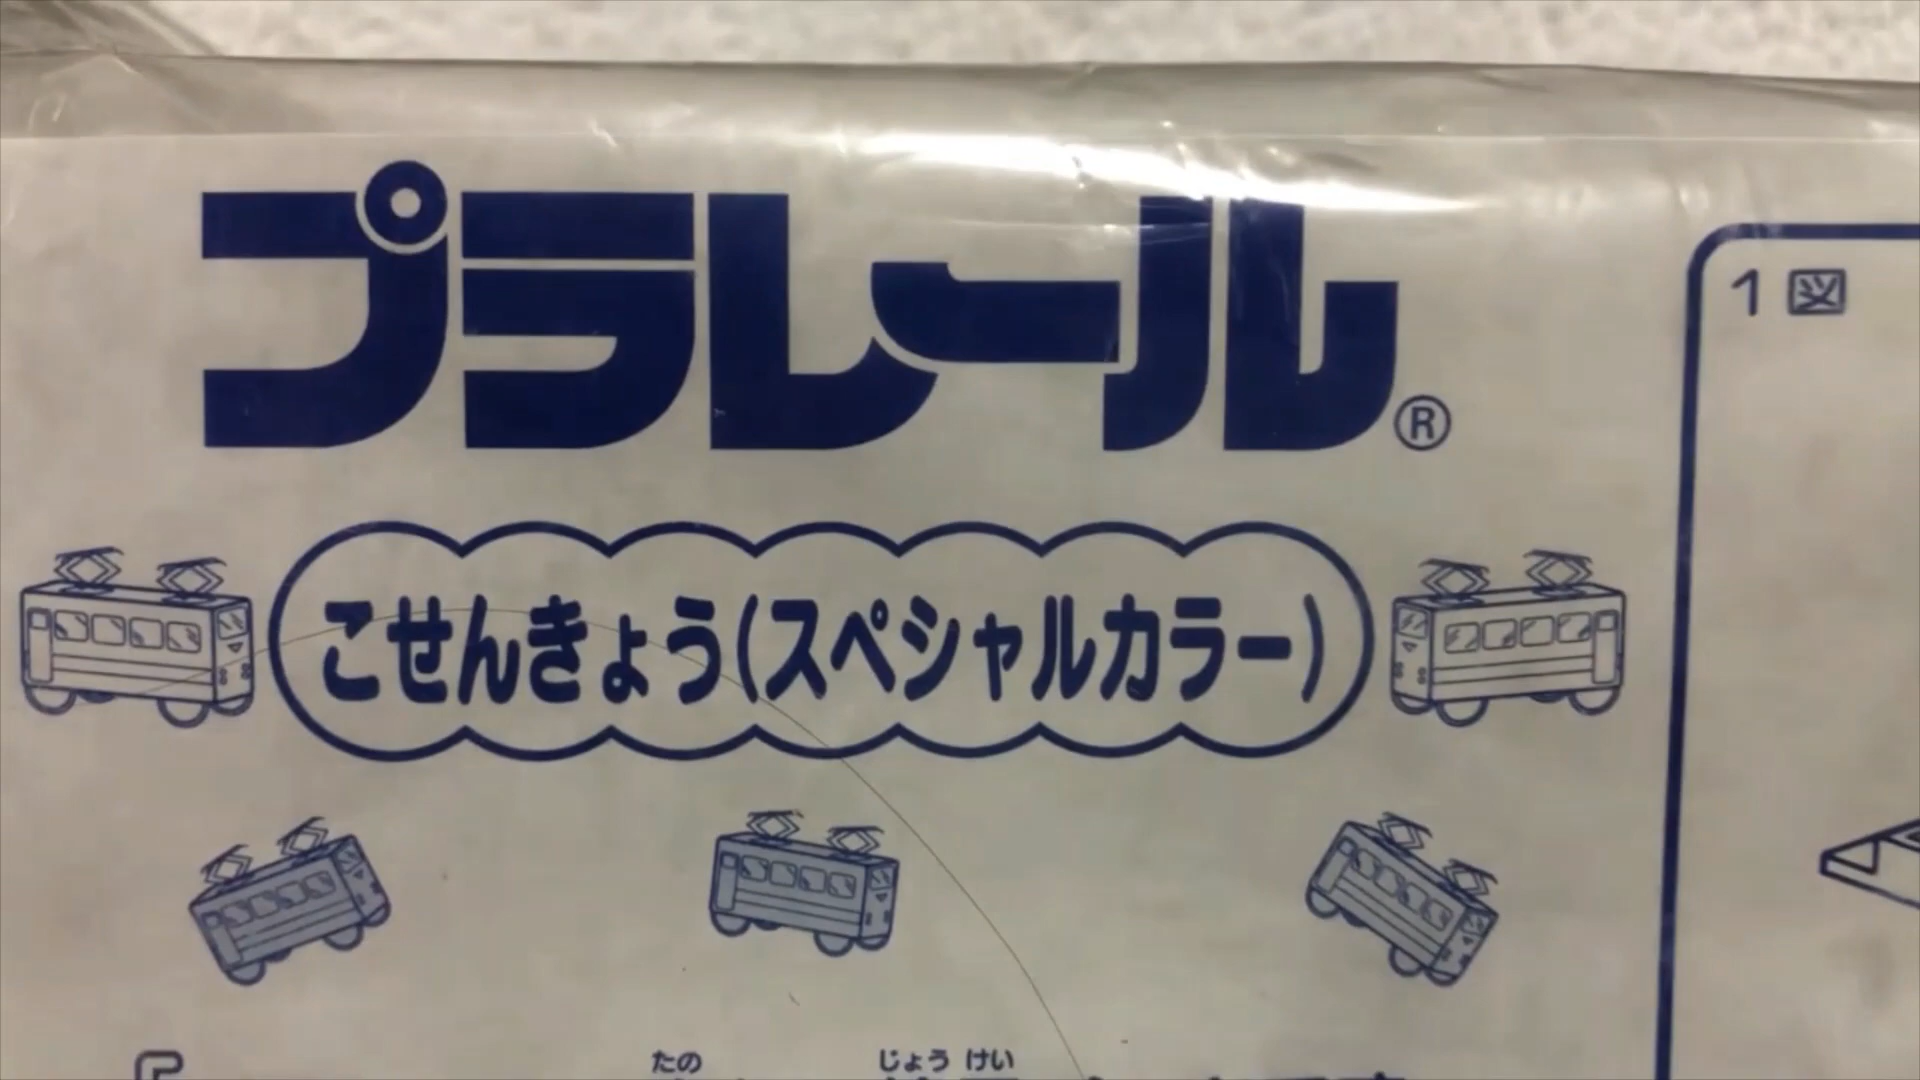 プラレール®
1図
こせんきょう(スペシャルカラー)
たの じょう けい